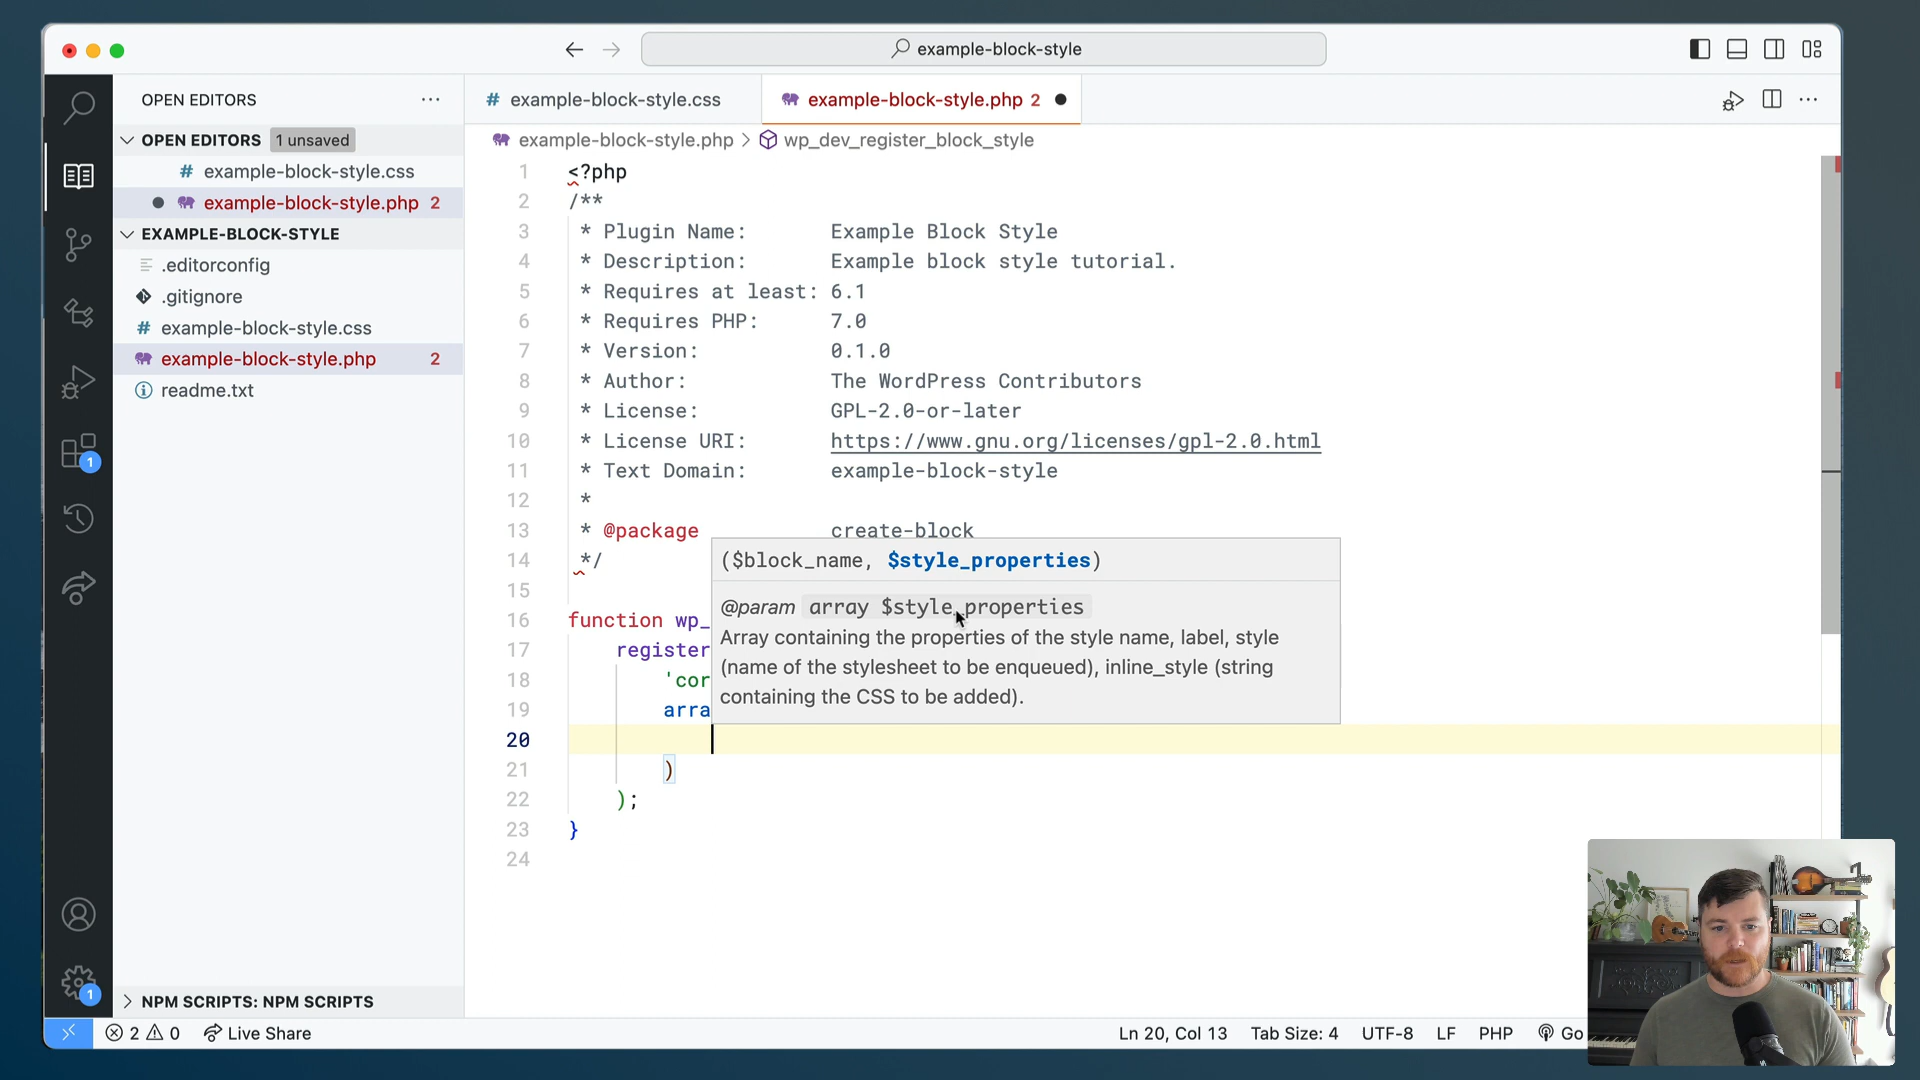 example-block-style
OPEN EDITORS
# example-block-style.css
example-block-style.php 2
OPEN EDITORS 1 unsaved
example-block-style.php > wp_dev_register_block_style
# example-block-style.css
example-block-style.php 2
EXAMPLE-BLOCK-STYLE
.editorconfig
.gitignore
# example-block-style.css
example-block-style.php 2
readme.txt
1 <?php
2 /**
3 * Plugin Name: Example Block Style
4 * Description: Example block style tutorial.
5 * Requires at least: 6.1
6 * Requires PHP: 7.0
7 * Version: 0.1.0
8 * Author: The WordPress Contributors
9 * License: GPL-2.0-or-later
10 * License URI: https://www.gnu.org/licenses/gpl-2.0.html
11 * Text Domain: example-block-style
12 *
13 * @package create-block
14 */
15
16 function wp_
17 register
18 'cor
19 arra
20
21 )
22 );
23 }
24
($block_name, $style_properties)
@param array $style_properties
Array containing the properties of the style name, label, style
(name of the stylesheet to be enqueued), inline_style (string
containing the CSS to be added).
1
1
NPM SCRIPTS: NPM SCRIPTS
2 0 Live Share
Ln 20, Col 13 Tab Size: 4 UTF-8 LF PHP Go